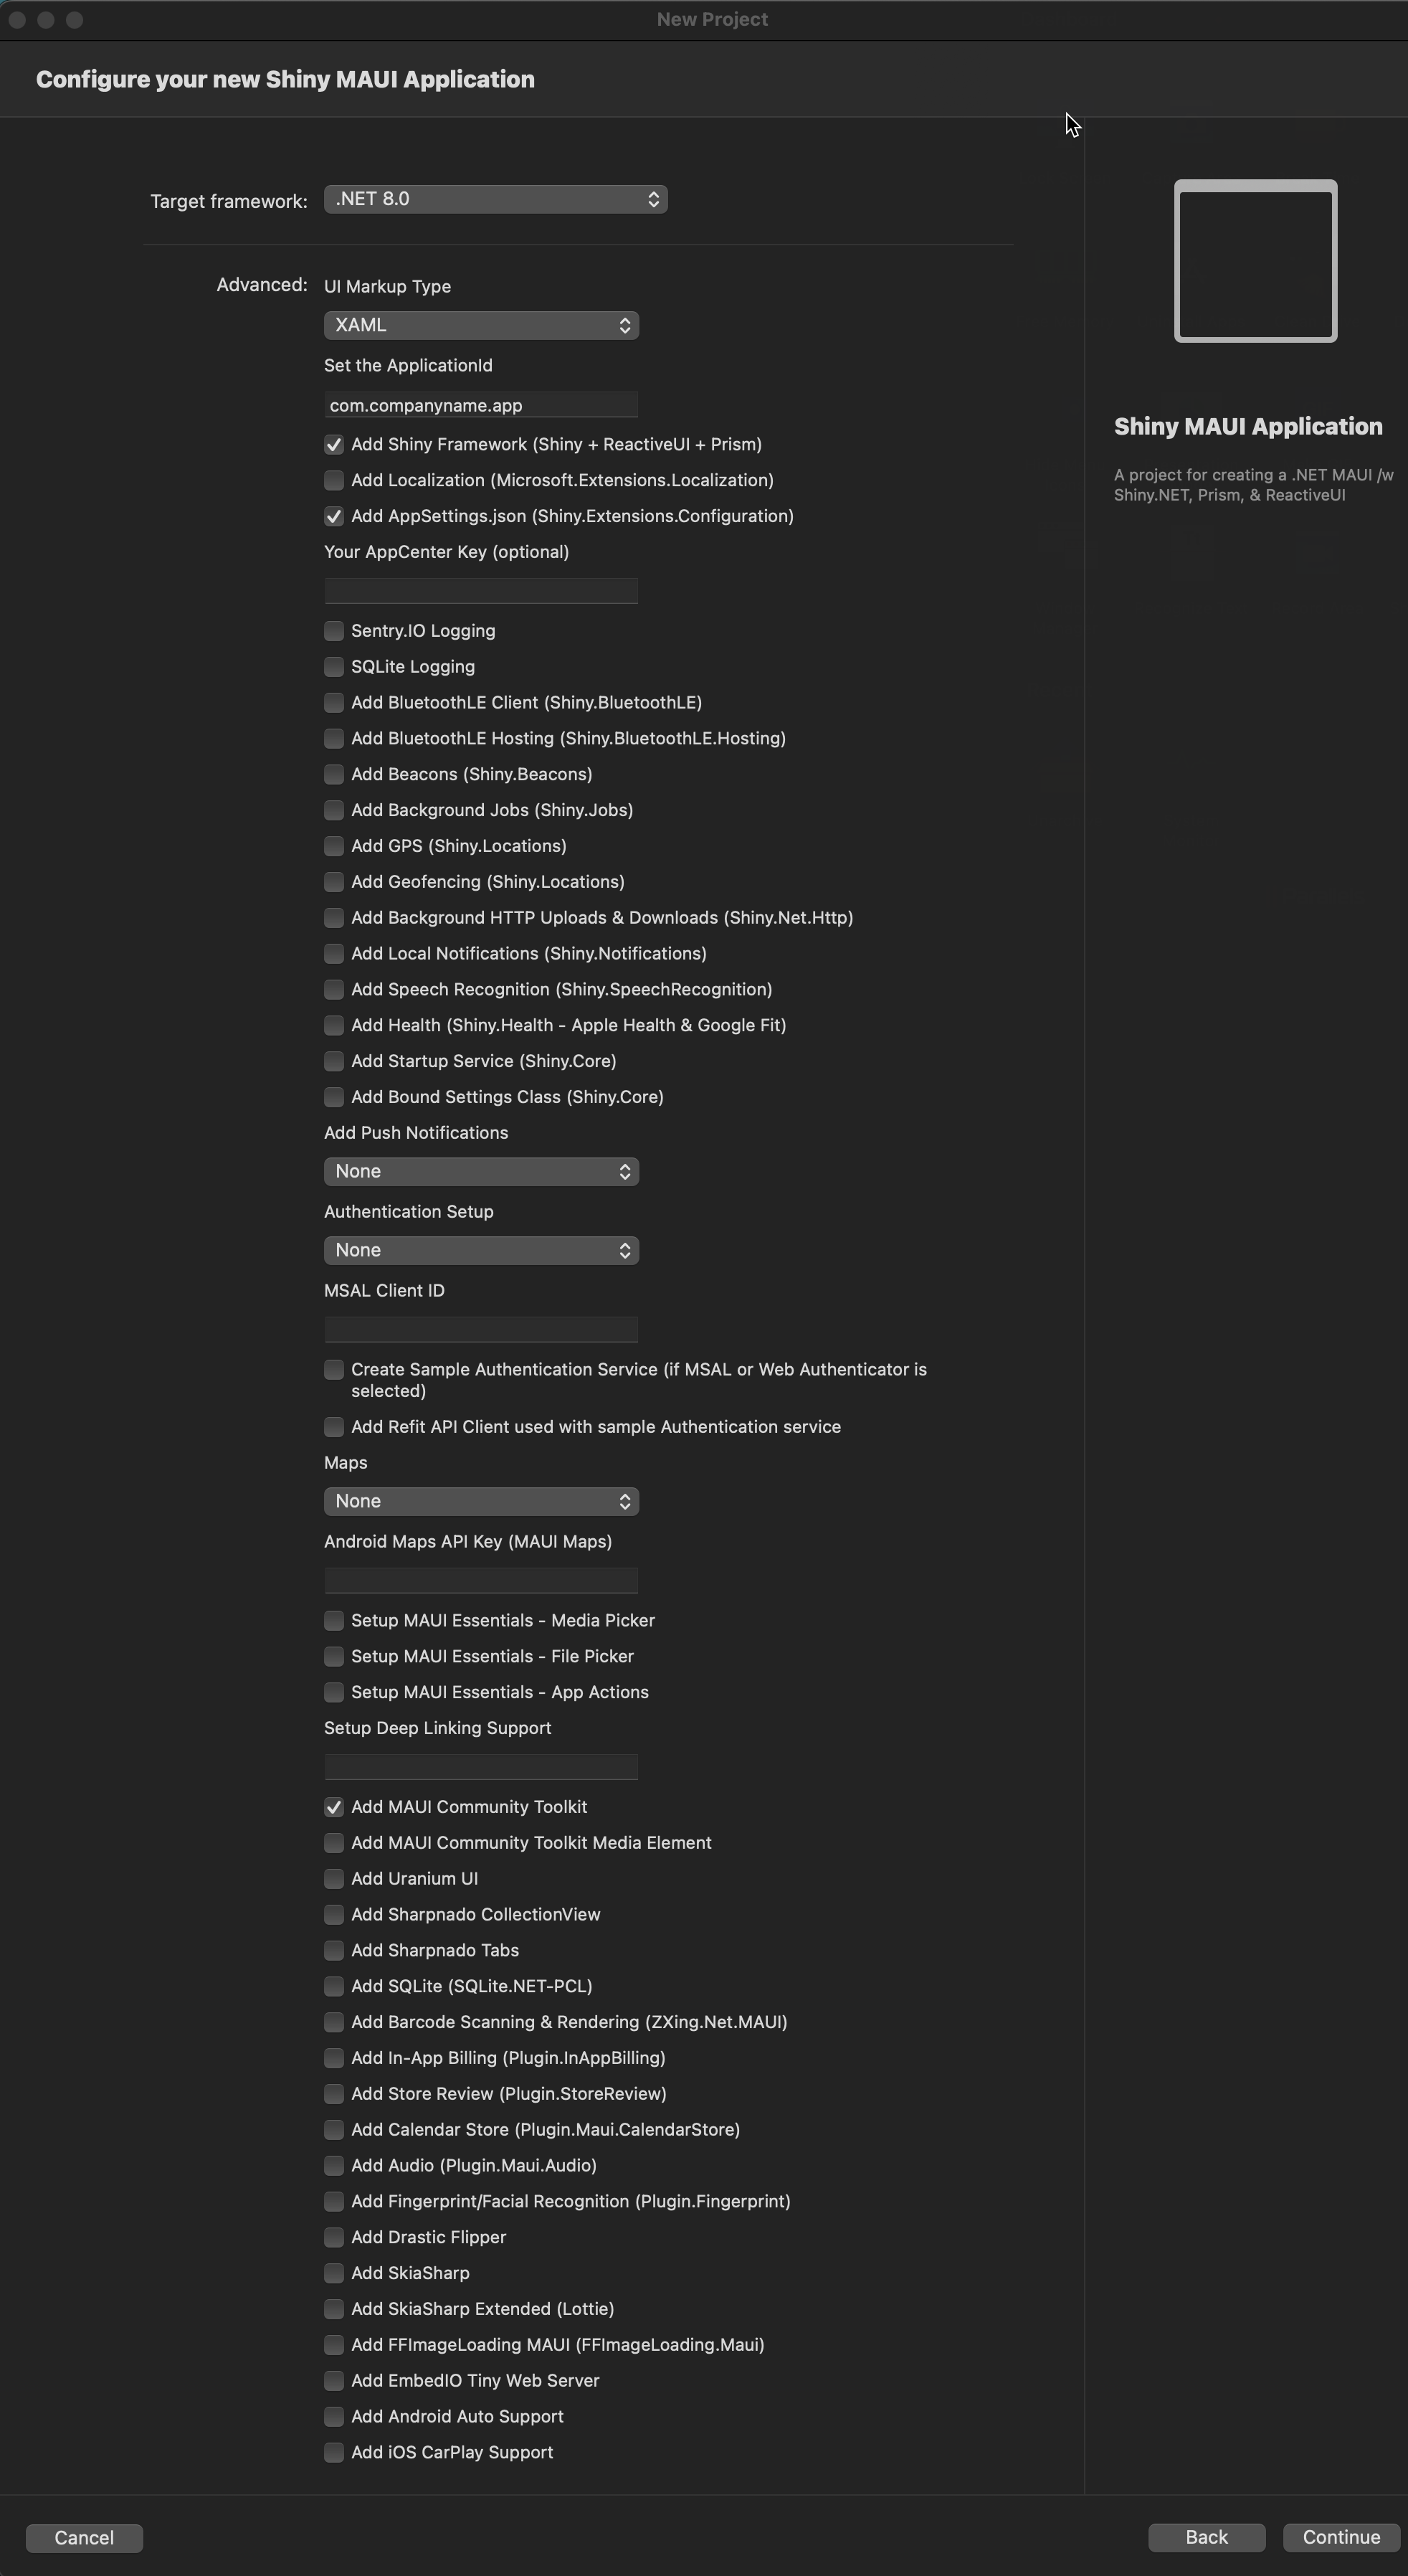 New Project
Configure your new Shiny MAUI Application
Target framework: .NET 8.0
Advanced: UI Markup Type
XAML
Set the ApplicationId
com.companyname.app
Add Shiny Framework (Shiny + ReactiveUI + Prism)
Add Localization (Microsoft.Extensions.Localization)
Add AppSettings.json (Shiny.Extensions.Configuration)
Your AppCenter Key (optional)
Sentry.IO Logging
SQLite Logging
Add BluetoothLE Client (Shiny.BluetoothLE)
Add BluetoothLE Hosting (Shiny.BluetoothLE.Hosting)
Add Beacons (Shiny.Beacons)
Add Background Jobs (Shiny.Jobs)
Add GPS (Shiny.Locations)
Add Geofencing (Shiny.Locations)
Add Background HTTP Uploads & Downloads (Shiny.Net.Http)
Add Local Notifications (Shiny.Notifications)
Add Speech Recognition (Shiny.SpeechRecognition)
Add Health (Shiny.Health - Apple Health & Google Fit)
Add Startup Service (Shiny.Core)
Add Bound Settings Class (Shiny.Core)
Add Push Notifications
None
Authentication Setup
None
MSAL Client ID
Create Sample Authentication Service (if MSAL or Web Authenticator is
selected)
Add Refit API Client used with sample Authentication service
Maps
None
Android Maps API Key (MAUI Maps)
Setup MAUI Essentials - Media Picker
Setup MAUI Essentials - File Picker
Setup MAUI Essentials - App Actions
Setup Deep Linking Support
Add MAUI Community Toolkit
Add MAUI Community Toolkit Media Element
Add Uranium UI
Add Sharpnado CollectionView
Add Sharpnado Tabs
Add SQLite (SQLite.NET-PCL)
Add Barcode Scanning & Rendering (ZXing.Net.MAUI)
Add In-App Billing (Plugin.InAppBilling)
Add Store Review (Plugin.StoreReview)
Add Calendar Store (Plugin.Maui.CalendarStore)
Add Audio (Plugin.Maui.Audio)
Add Fingerprint/Facial Recognition (Plugin.Fingerprint)
Add Drastic Flipper
Add SkiaSharp
Add SkiaSharp Extended (Lottie)
Add FFImageLoading MAUI (FFImageLoading.Maui)
Add EmbedIO Tiny Web Server
Add Android Auto Support
Add iOS CarPlay Support
Shiny MAUI Application
A project for creating a .NET MAUI /w
Shiny.NET, Prism, & ReactiveUI
Cancel
Back
Continue